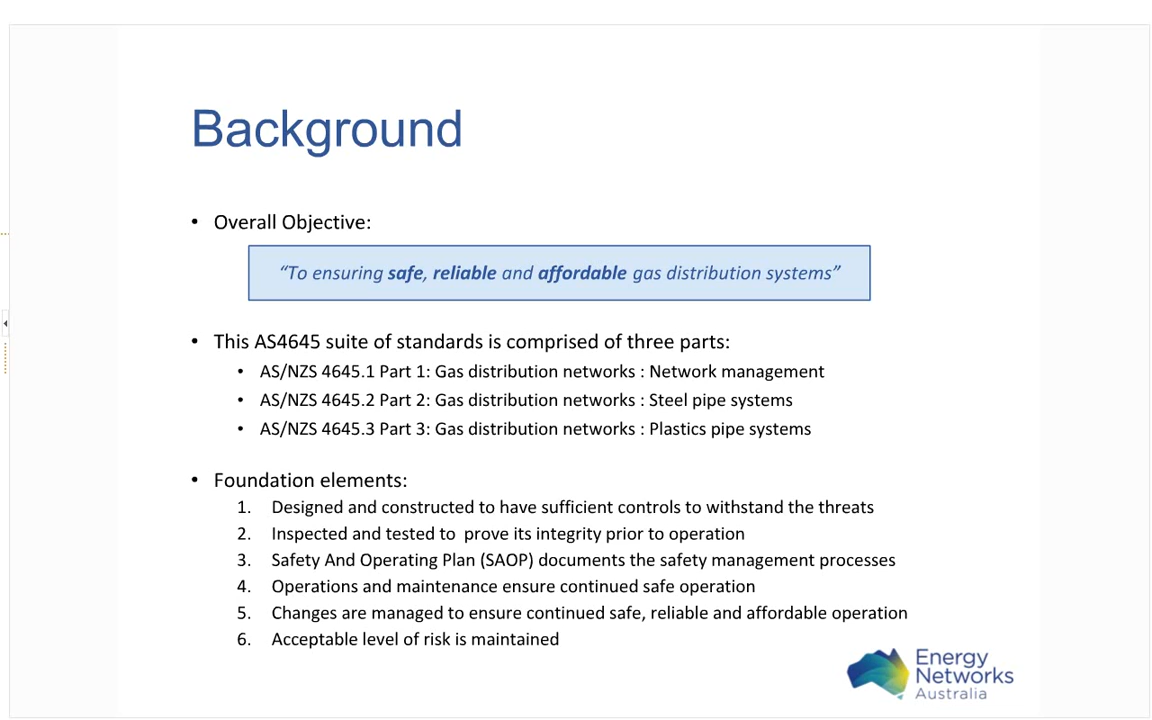 Background
• Overall Objective:
“To ensuring safe, reliable and affordable gas distribution systems”
• This AS4645 suite of standards is comprised of three parts:
• AS/NZS 4645.1 Part 1: Gas distribution networks : Network management
• AS/NZS 4645.2 Part 2: Gas distribution networks : Steel pipe systems
• AS/NZS 4645.3 Part 3: Gas distribution networks : Plastics pipe systems
• Foundation elements:
1. Designed and constructed to have sufficient controls to withstand the threats
2. Inspected and tested to  prove its integrity prior to operation
3. Safety And Operating Plan (SAOP) documents the safety management processes
4. Operations and maintenance ensure continued safe operation
5. Changes are managed to ensure continued safe, reliable and affordable operation
6. Acceptable level of risk is maintained
Energy
Networks
Australia